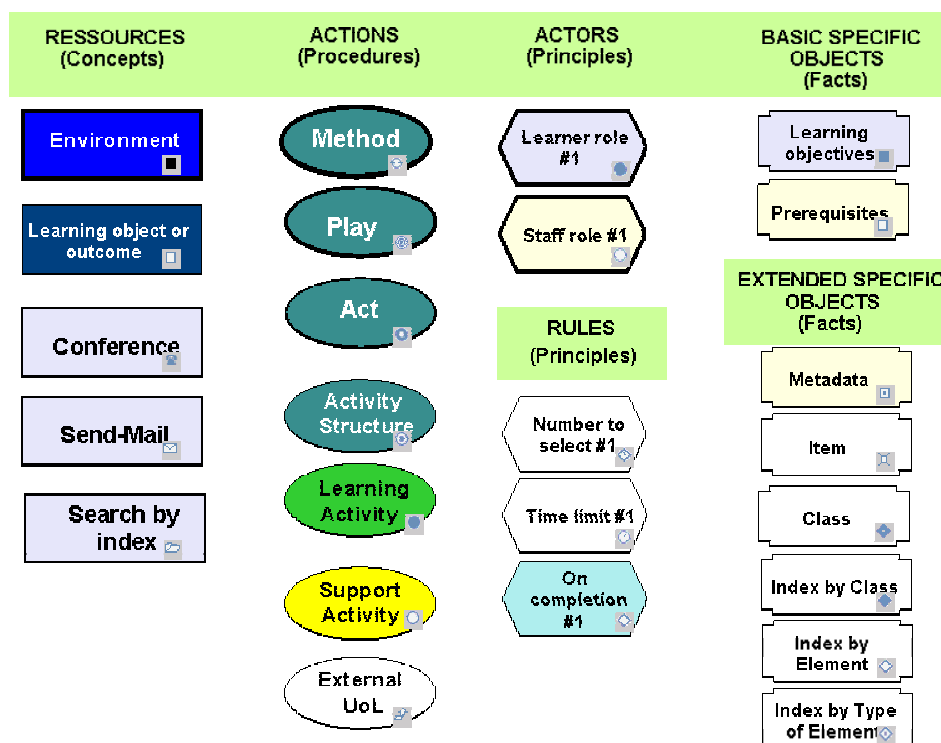 RESSOURCES
(Concepts)
Environment
Learning object or
outcome
Conference
Send-Mail
Search by
index
ACTIONS
(Procedures)
Method
Play
Act
Activity
Structure
Learning
Activity
Support
Activity
External
UoL
ACTORS
(Principles)
Learner role
#1
Staff role #1
RULES
(Principles)
Number to
select #1
Time limit #1
On
completion
#1
BASIC SPECIFIC
OBJECTS
(Facts)
Learning
objectives
Prerequisites
EXTENDED SPECIFIC
OBJECTS
(Facts)
Metadata
Item
Class
Index by Class
Index by
Element
Index by Type
of Element